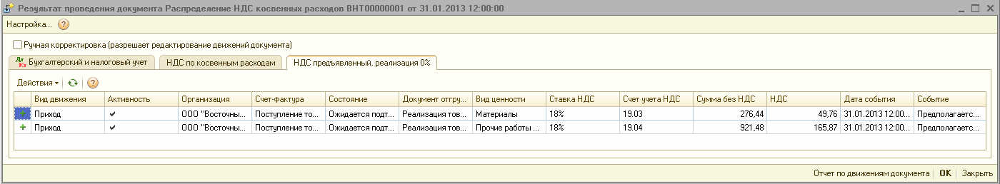 Результат проведения документа Распределение НДС косвенных расходов ВНТ00000001 от 31.01.2013 12:00:00
Настройка... ?
Ручная корректировка (разрешает редактирование движений документа)
Дт Кт Бухгалтерский и налоговый учет НДС по косвенным расходам НДС предъявленный, реализация 0%
Действия ?
Вид движения Активность Организация Счет-фактура Состояние Документ отгру... Вид ценности Ставка НДС Счет учета НДС Сумма без НДС НДС Дата события Событие
Приход ООО "Восточны... Поступление то... Ожидается подт... Реализация тов... Материалы 18% 19.03 276,44 49,76 31.01.2013 12:00... Предполагаетс...
Приход ООО "Восточны... Поступление то... Ожидается подт... Реализация тов... Прочие работы ... 18% 19.04 921,48 165,87 31.01.2013 12:00... Предполагаетс...
Отчет по движениям документа OK Закрыть